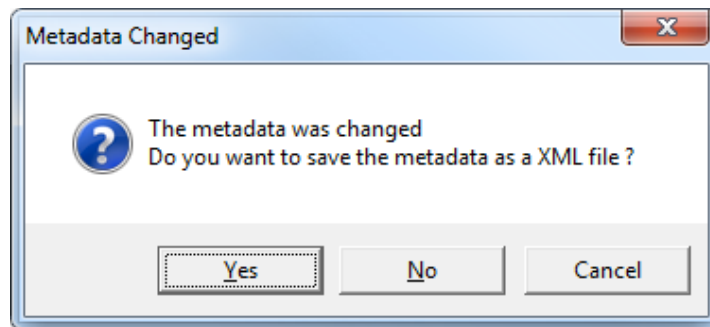 Metadata Changed
The metadata was changed
Do you want to save the metadata as a XML file ?
Yes
No
Cancel